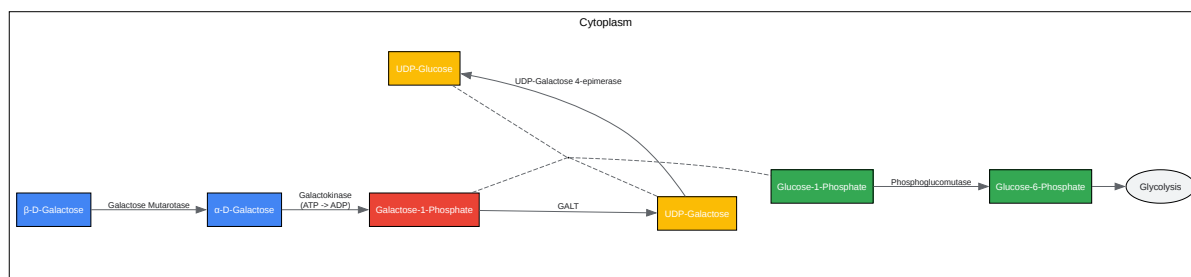 Cytoplasm
UDP-Glucose
UDP-Galactose 4-epimerase
β-D-Galactose
Galactose Mutarotase
α-D-Galactose
Galactokinase
(ATP -> ADP)
Galactose-1-Phosphate
GALT
UDP-Galactose
Glucose-1-Phosphate
Phosphoglucomutase
Glucose-6-Phosphate
Glycolysis